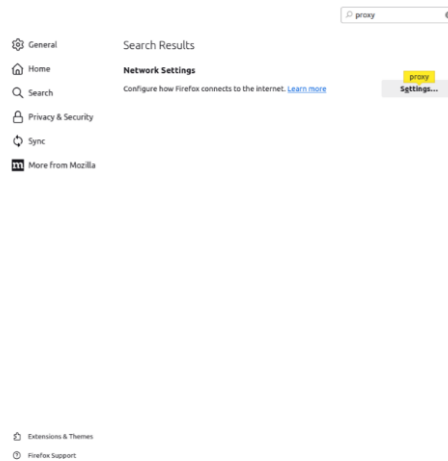 proxy
General
Search Results
Home
Network Settings
proxy
Configure how Firefox connects to the internet. Learn more
Settings...
Search
Privacy & Security
Sync
m More from Mozilla
Extensions & Themes
Firefox Support